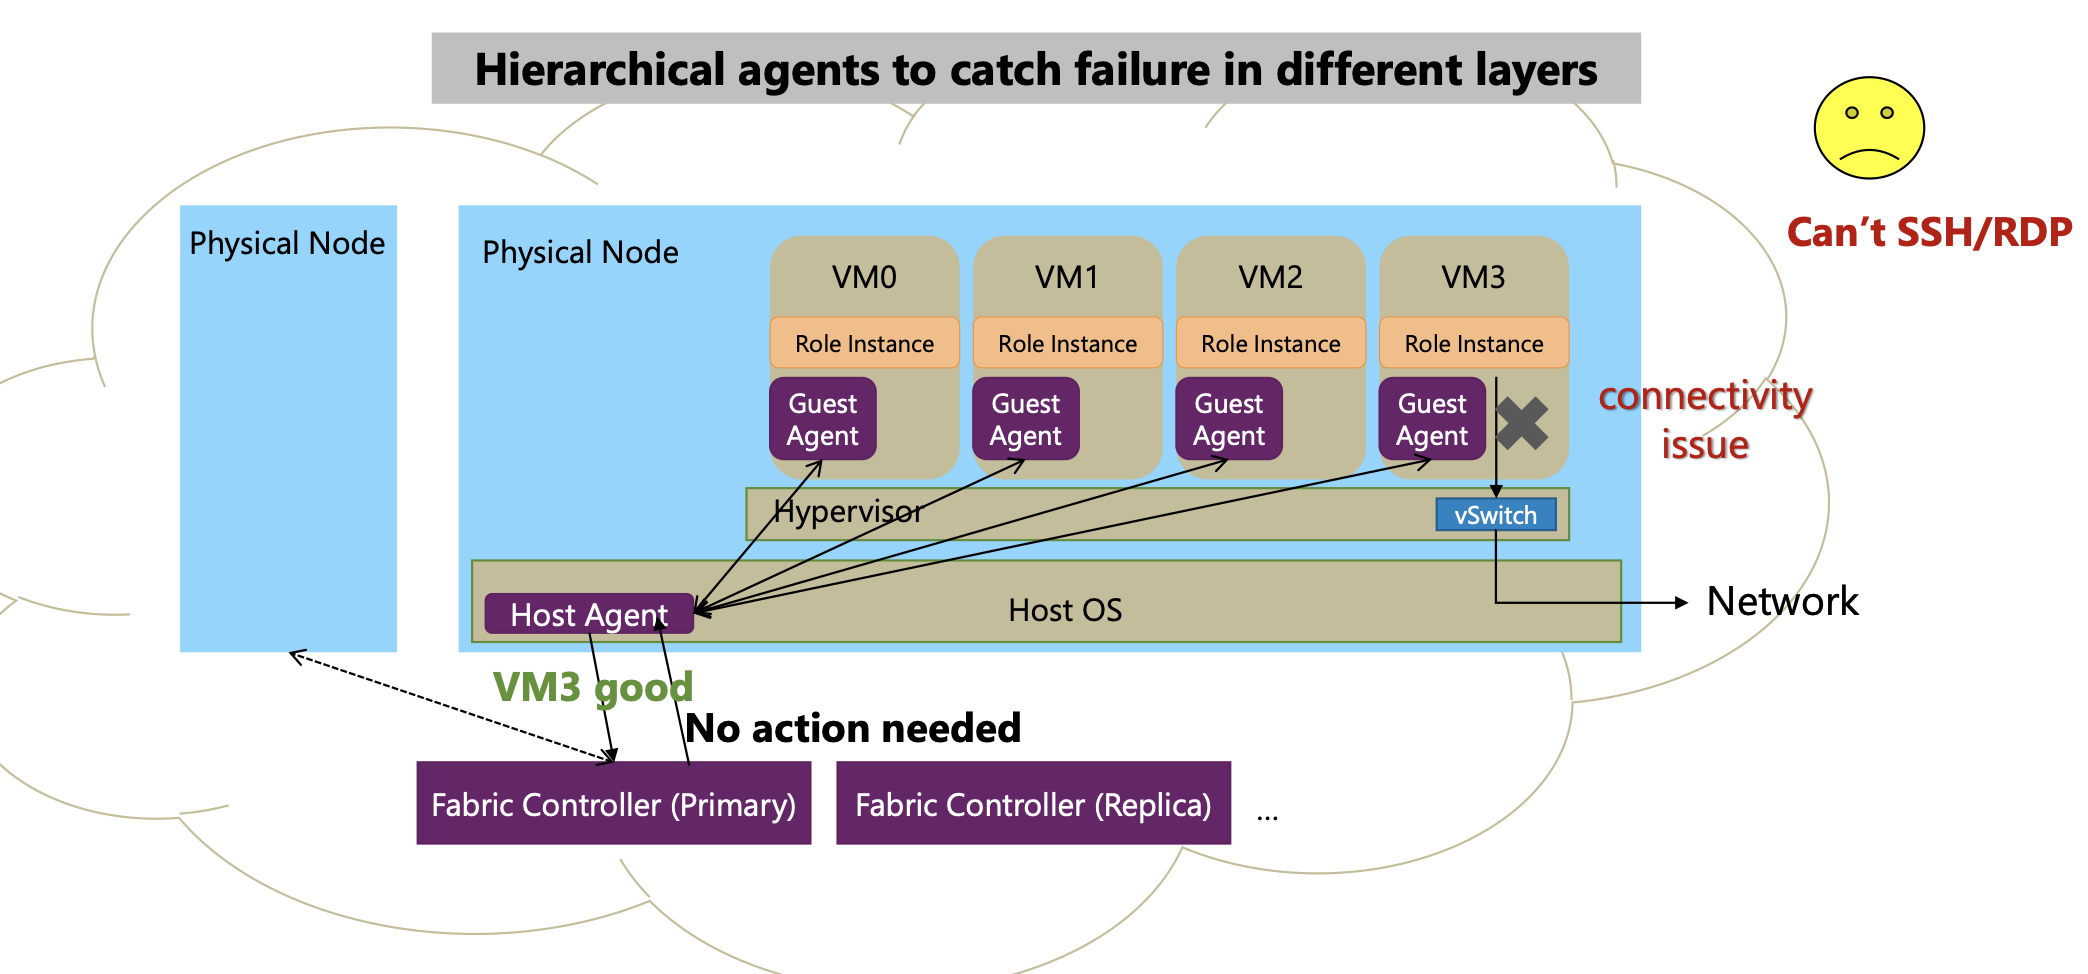 Hierarchical agents to catch failure in different layers
Can’t SSH/RDP
Physical Node
Physical Node
VM0
VM1
VM2
VM3
Role Instance
Role Instance
Role Instance
Role Instance
Guest
Agent
Guest
Agent
Guest
Agent
Guest
Agent
connectivity
issue
Hypervisor
vSwitch
Host Agent
Host OS
Network
VM3 good
No action needed
Fabric Controller (Primary)
Fabric Controller (Replica)
...